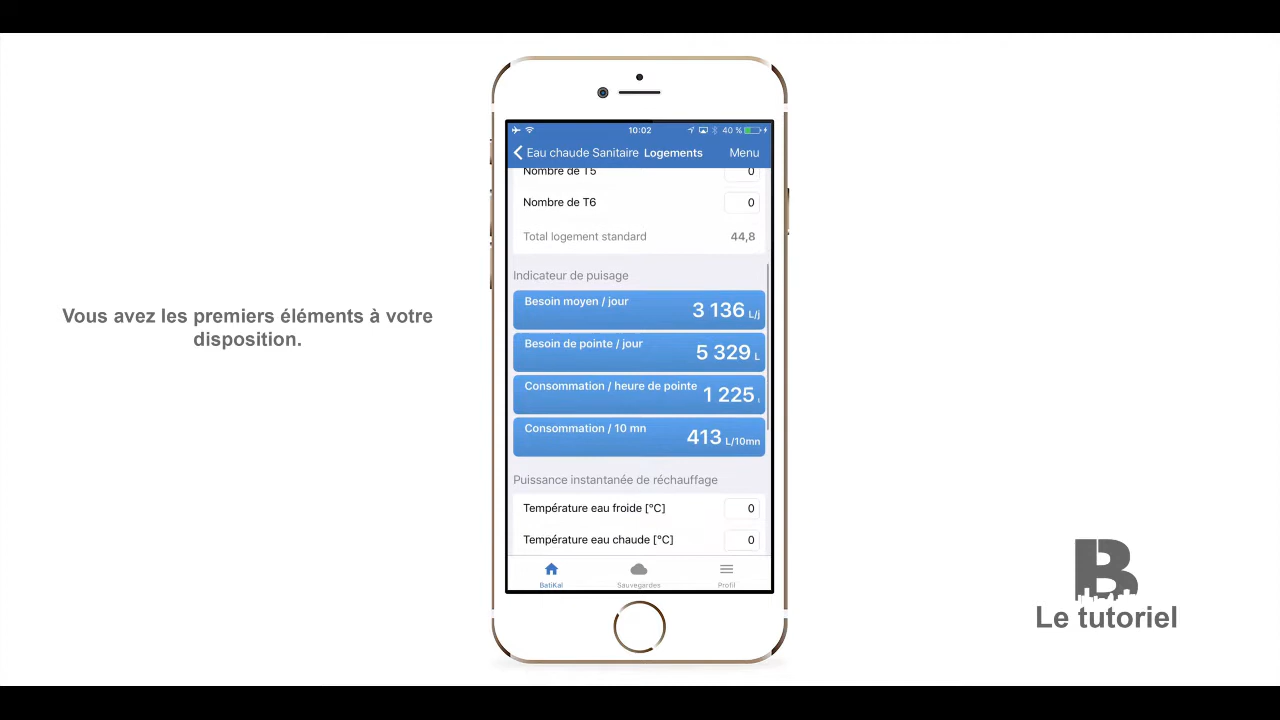 10:02
40 %
Eau chaude Sanitaire Logements Menu
Nombre de T5 0
Nombre de T6 0
Total logement standard 44,8
Indicateur de puisage
Besoin moyen / jour 3 136 L/j
Besoin de pointe / jour 5 329 L
Consommation / heure de pointe 1 225 L
Consommation / 10 mn 413 L/10mn
Puissance instantanée de réchauffage
Température eau froide [°C] 0
Température eau chaude [°C] 0
BatiKal Sauvegardes Profil
Vous avez les premiers éléments à votre
disposition.
B
Le tutoriel